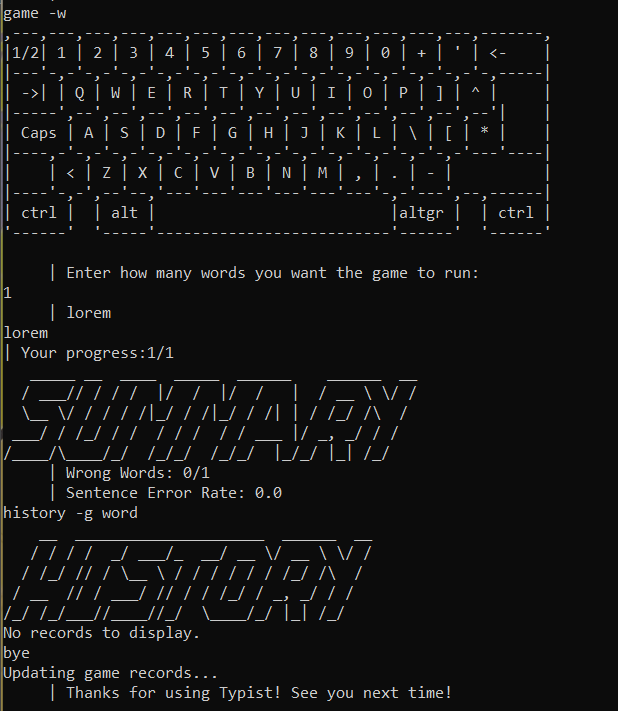 game -w
,---,---,---,---,---,---,---,---,---,---,---,---,---,-------,
|1/2| 1 | 2 | 3 | 4 | 5 | 6 | 7 | 8 | 9 | 0 | + | ' | <-    |
|---'-,-'-,-'-,-'-,-'-,-'-,-'-,-'-,-'-,-'-,-'-,-'-,-'-,-----|
| ->| | Q | W | E | R | T | Y | U | I | O | P | ] | ^ |     |
|-----',--',--',--',--',--',--',--',--',--',--',--',--'|    |
| Caps | A | S | D | F | G | H | J | K | L | \ | [ | * |    |
|----,-'-,-'-,-'-,-'-,-'-,-'-,-'-,-'-,-'-,-'-,-'-,-'---'----|
|    | < | Z | X | C | V | B | N | M | , | . | - |          |
|----'-,-',--'--,'---'---'---'---'---'---'-,-'---',--,------|
| ctrl |  | alt |                          |altgr |  | ctrl |
'------'  '-----'--------------------------'------'  '------'
| Enter how many words you want the game to run:
1
| lorem
lorem
| Your progress:1/1
SUMMARY
| Wrong Words: 0/1
| Sentence Error Rate: 0.0
history -g word
HISTORY
No records to display.
bye
Updating game records...
| Thanks for using Typist! See you next time!